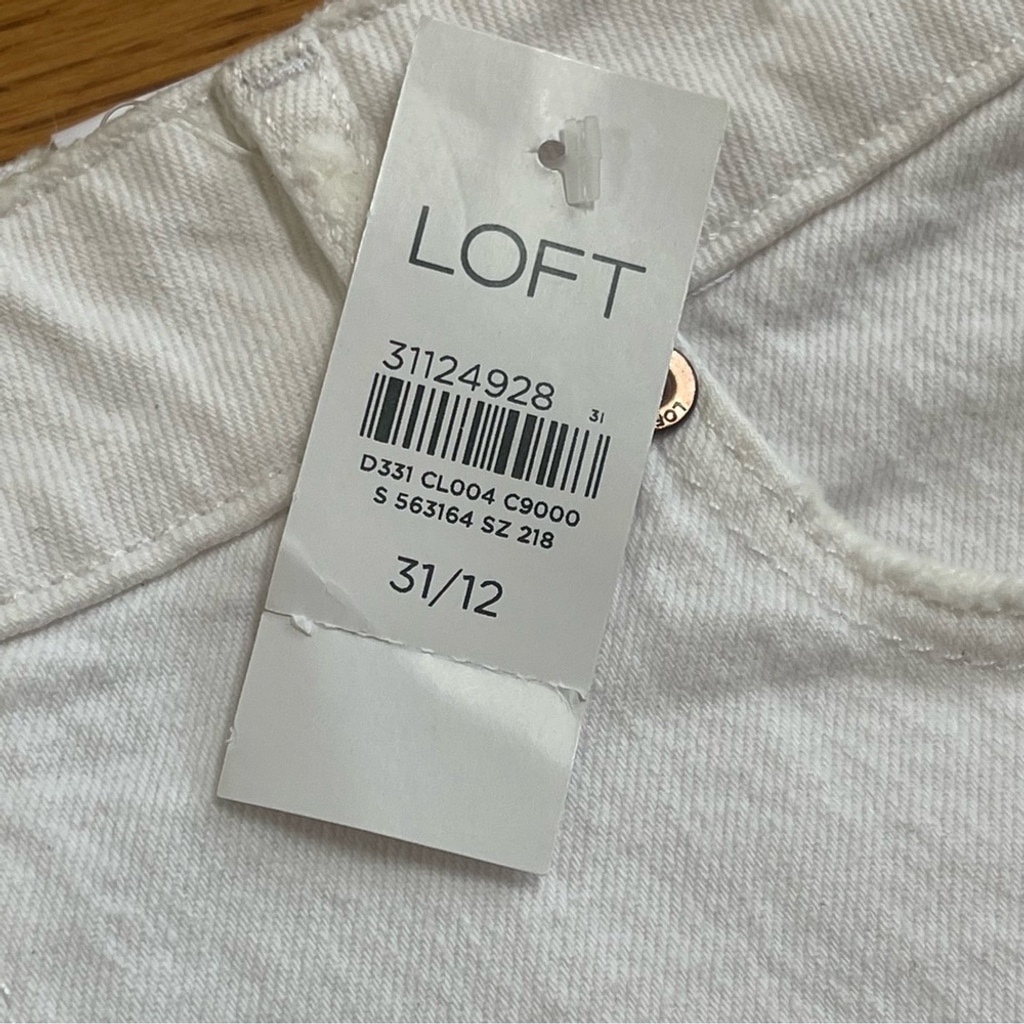 LOFT
31124928
31
D331 CL004 C9000
S 563164 SZ 218
31/12